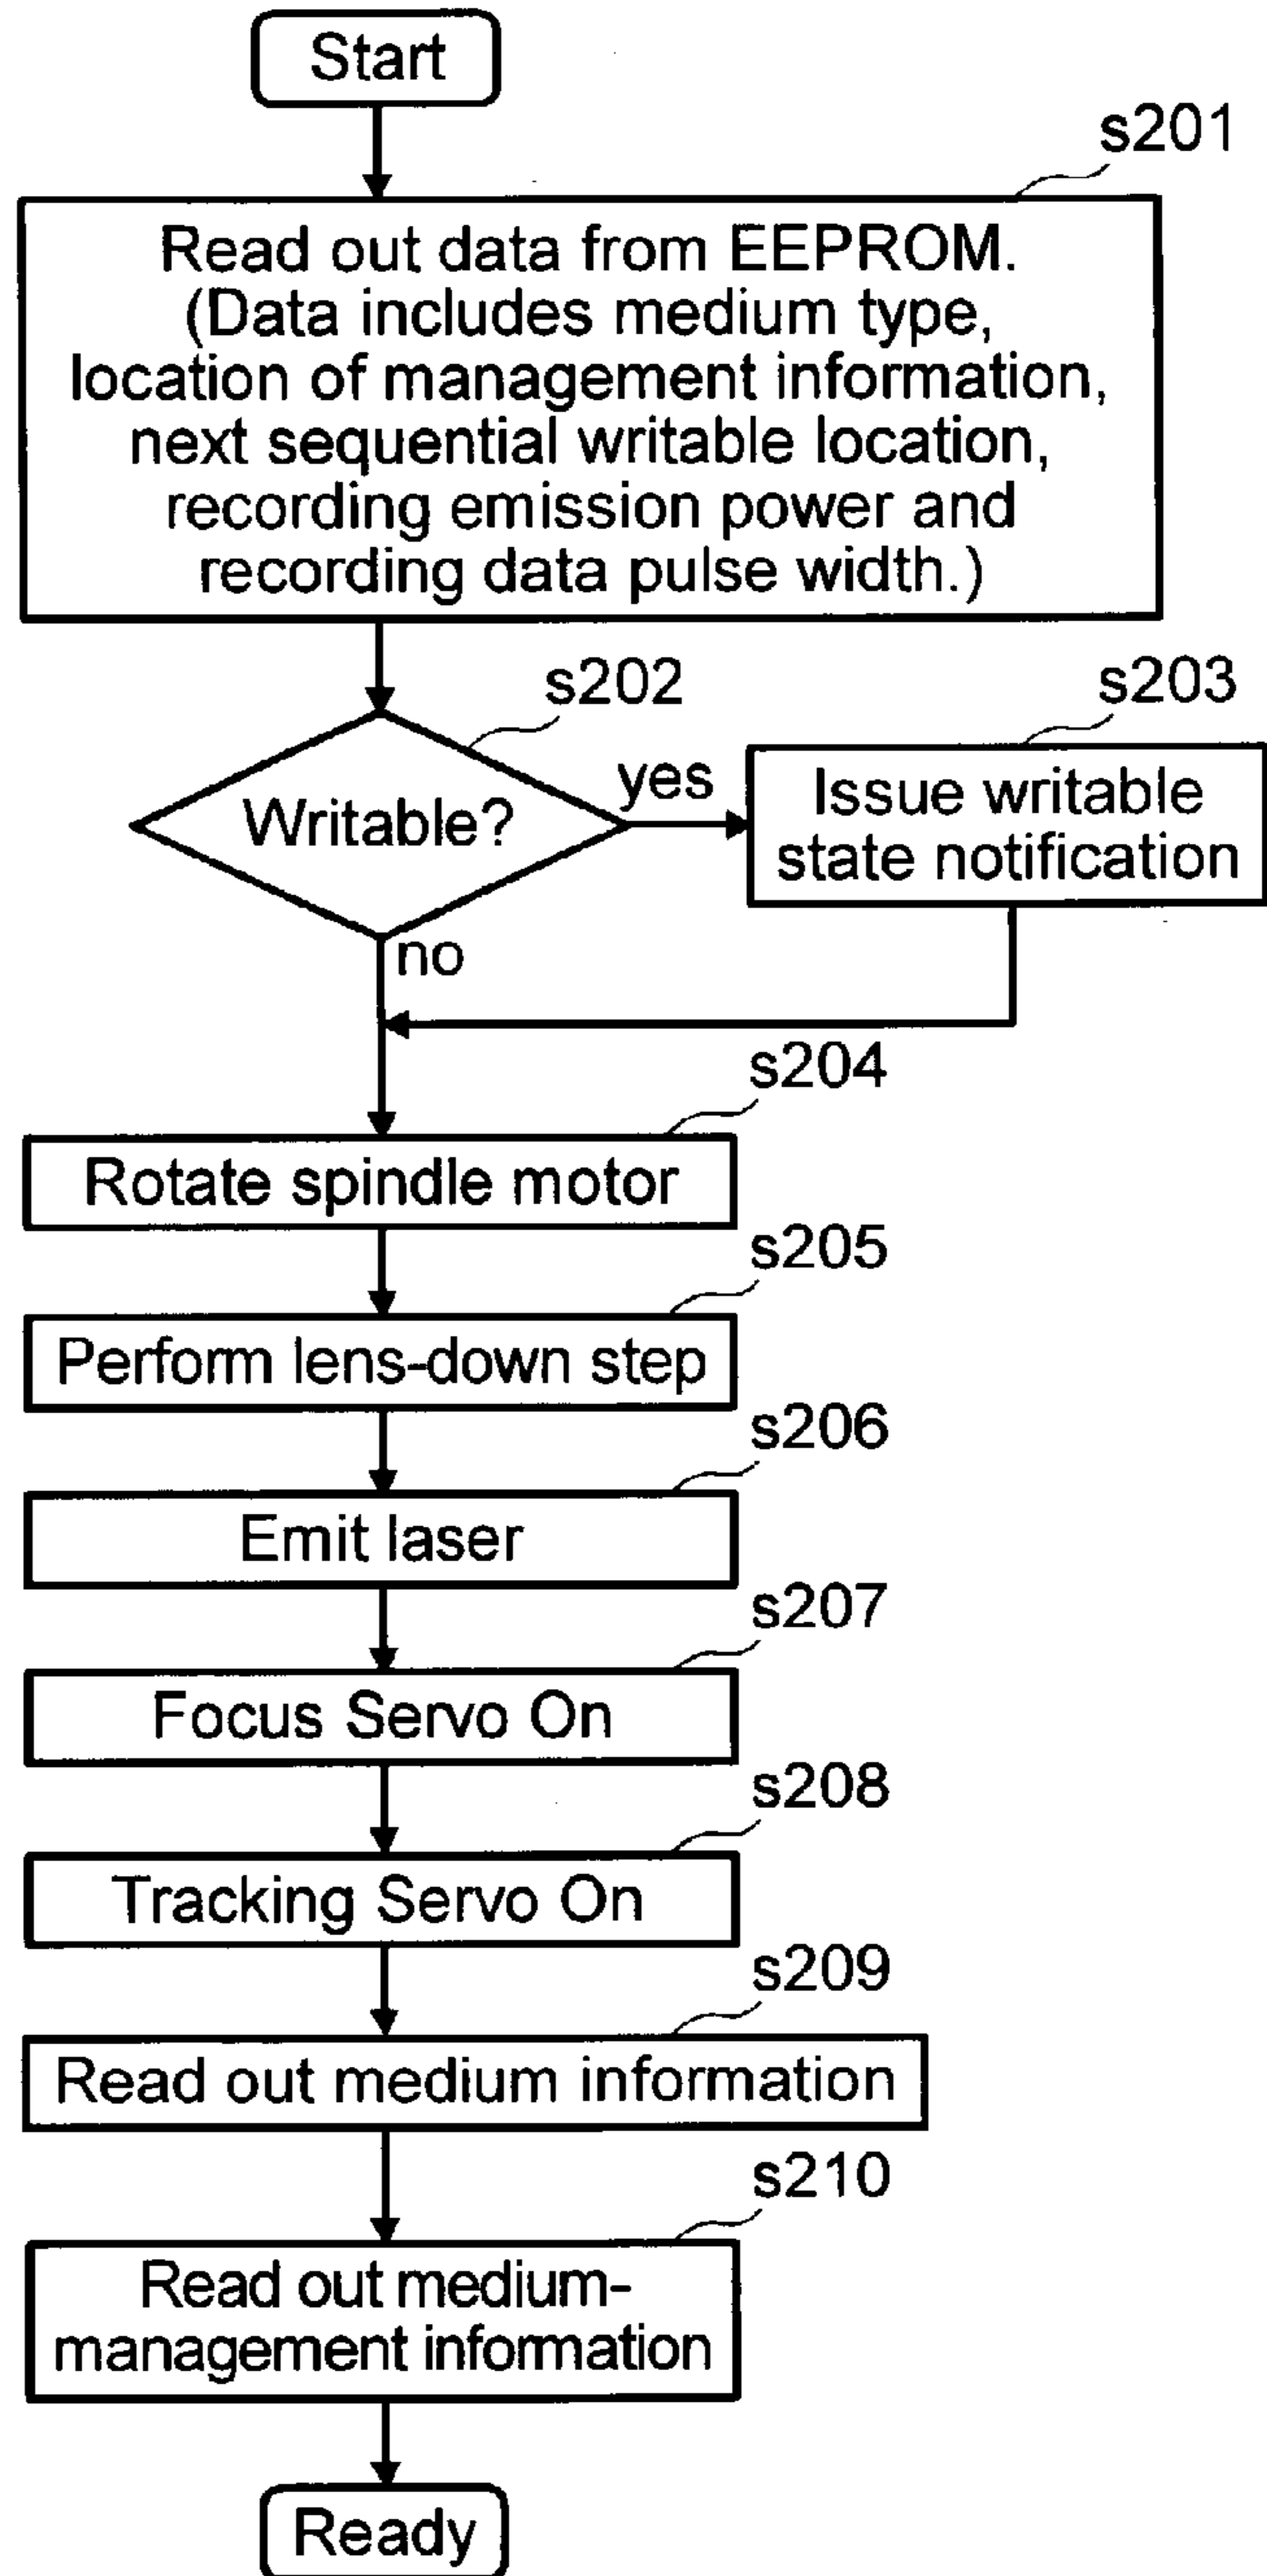 Start
s201
Read out data from EEPROM.
(Data includes medium type,
location of management information,
next sequential writable location,
recording emission power and
recording data pulse width.)
s202
s203
Writable?
yes
Issue writable
state notification
no
s204
Rotate spindle motor
s205
Perform lens-down step
s206
Emit laser
s207
Focus Servo On
s208
Tracking Servo On
s209
Read out medium information
s210
Read out medium-
management information
Ready